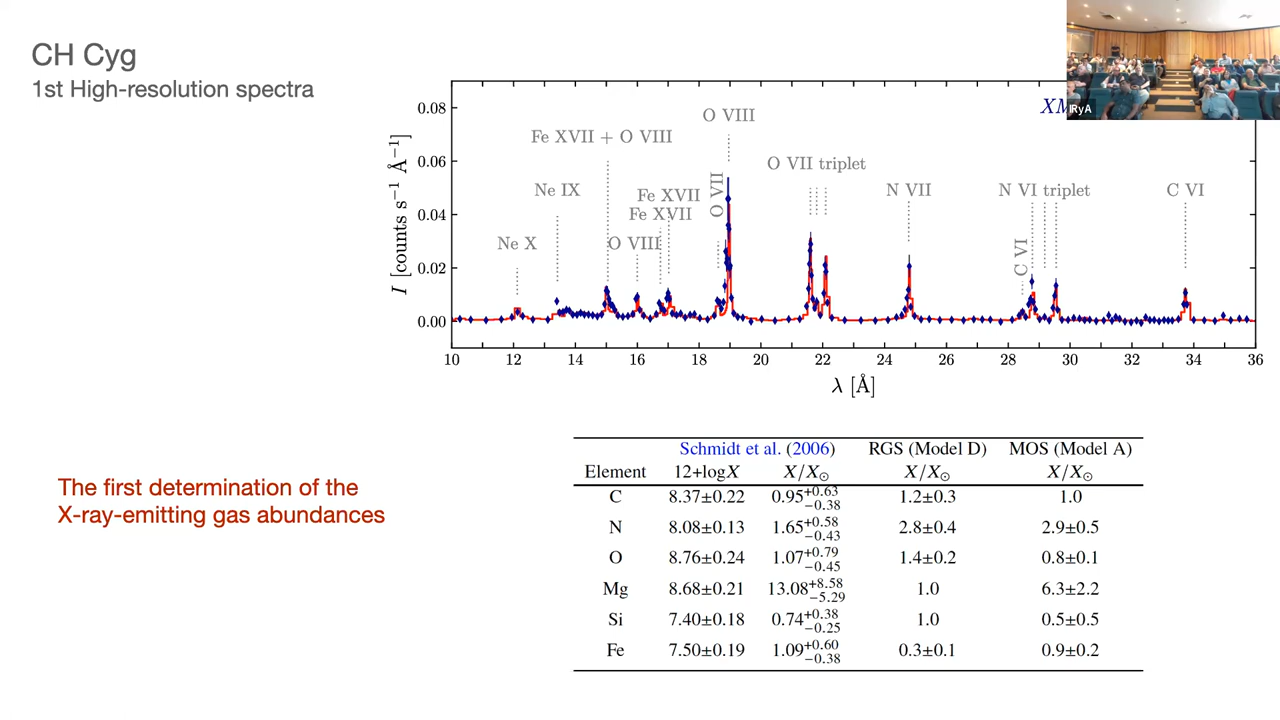 CH Cyg
1st High-resolution spectra
IRyA
XM
O VIII
Fe XVII + O VIII
O VII triplet
Ne IX
Fe XVII
Fe XVII
O VII
N VII
N VI triplet
C VI
Ne X
O VIII
C VI
I [counts s⁻¹ Å⁻¹]
0.08
0.06
0.04
0.02
0.00
10 12 14 16 18 20 22 24 26 28 30 32 34 36
λ [Å]
The first determination of the
X-ray-emitting gas abundances
Schmidt et al. (2006) RGS (Model D) MOS (Model A)
Element 12+logX X/X⊙ X/X⊙ X/X⊙
C 8.37±0.22 0.95+0.63−0.38 1.2±0.3 1.0
N 8.08±0.13 1.65+0.58−0.43 2.8±0.4 2.9±0.5
O 8.76±0.24 1.07+0.79−0.45 1.4±0.2 0.8±0.1
Mg 8.68±0.21 13.08+8.58−5.29 1.0 6.3±2.2
Si 7.40±0.18 0.74+0.38−0.25 1.0 0.5±0.5
Fe 7.50±0.19 1.09+0.60−0.38 0.3±0.1 0.9±0.2